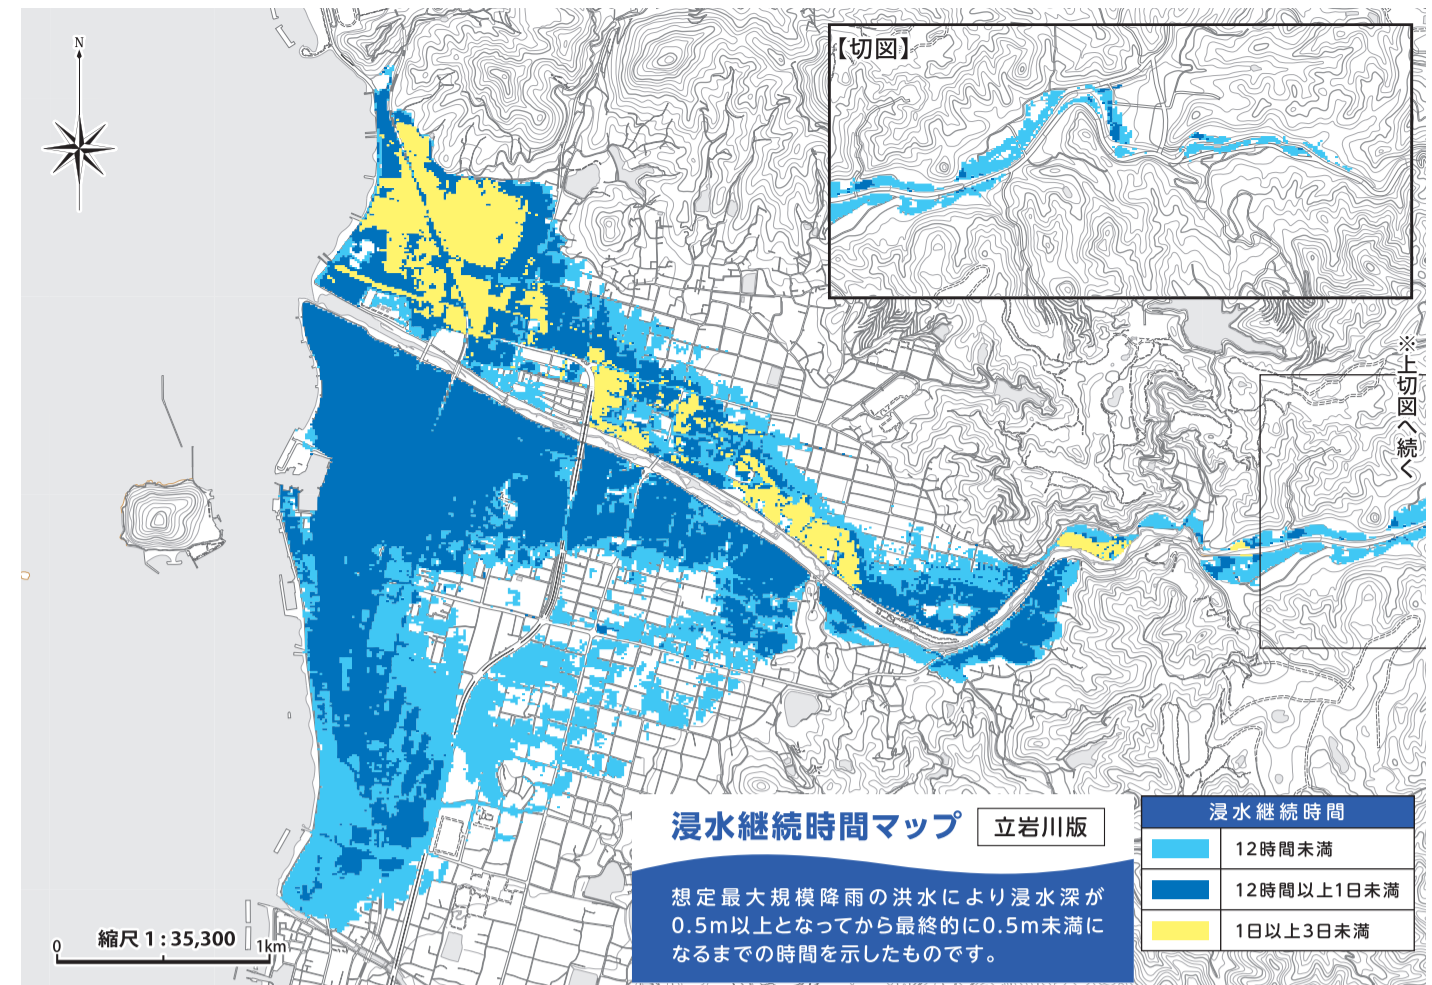 N
【切図】
※上切図へ続く
浸水継続時間マップ
立岩川版
想定最大規模降雨の洪水により浸水深が
0.5m以上となってから最終的に0.5m未満に
なるまでの時間を示したものです。
浸水継続時間
12時間未満
12時間以上1日未満
1日以上3日未満
縮尺 1：35,300
0
1km